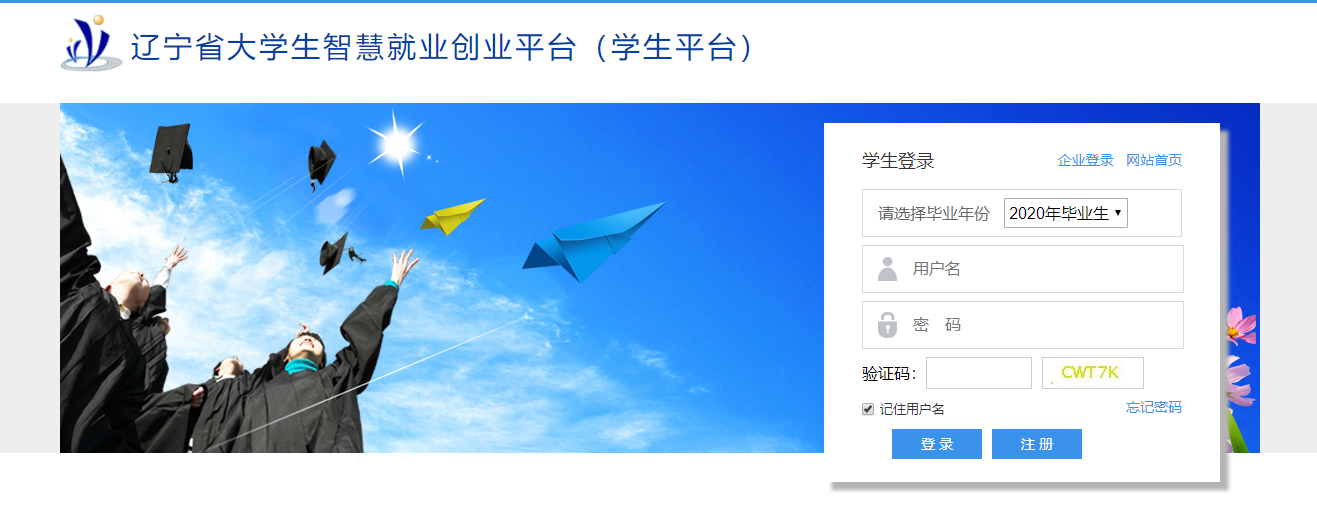 辽宁省大学生智慧就业创业平台（学生平台）
学生登录 企业登录 网站首页
请选择毕业年份 2020年毕业生
用户名
密 码
验证码： CWT7K
记住用户名 忘记密码
登 录 注 册